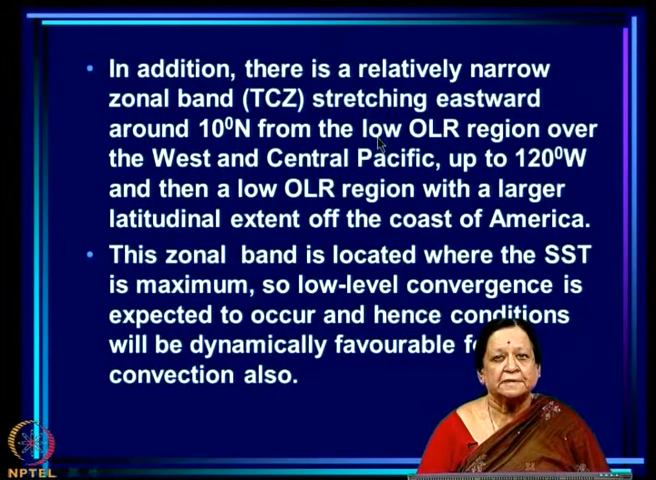 • In addition, there is a relatively narrow
zonal band (TCZ) stretching eastward
around 10⁰N from the low OLR region over
the West and Central Pacific, up to 120⁰W
and then a low OLR region with a larger
latitudinal extent off the coast of America.
• This zonal band is located where the SST
is maximum, so low-level convergence is
expected to occur and hence conditions
will be dynamically favourable
convection also.
NPTEL